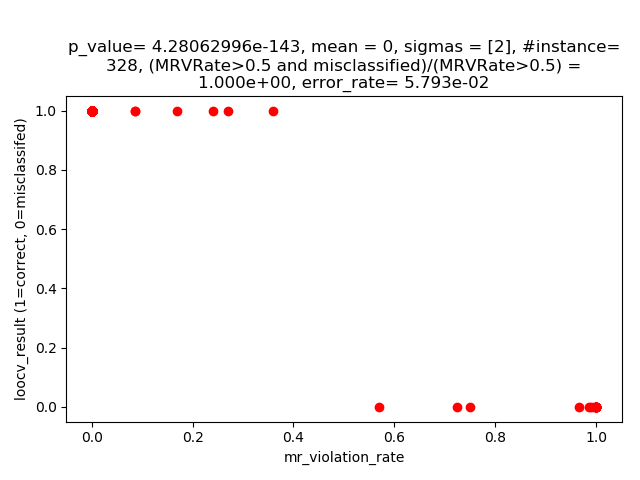 p_value= 4.28062996e-143, mean = 0, sigmas = [2], #instance=
328, (MRVRate>0.5 and misclassified)/(MRVRate>0.5) =
1.000e+00, error_rate= 5.793e-02
loocv_result (1=correct, 0=misclassifed)
1.0
0.8
0.6
0.4
0.2
0.0
0.0 0.2 0.4 0.6 0.8 1.0
mr_violation_rate